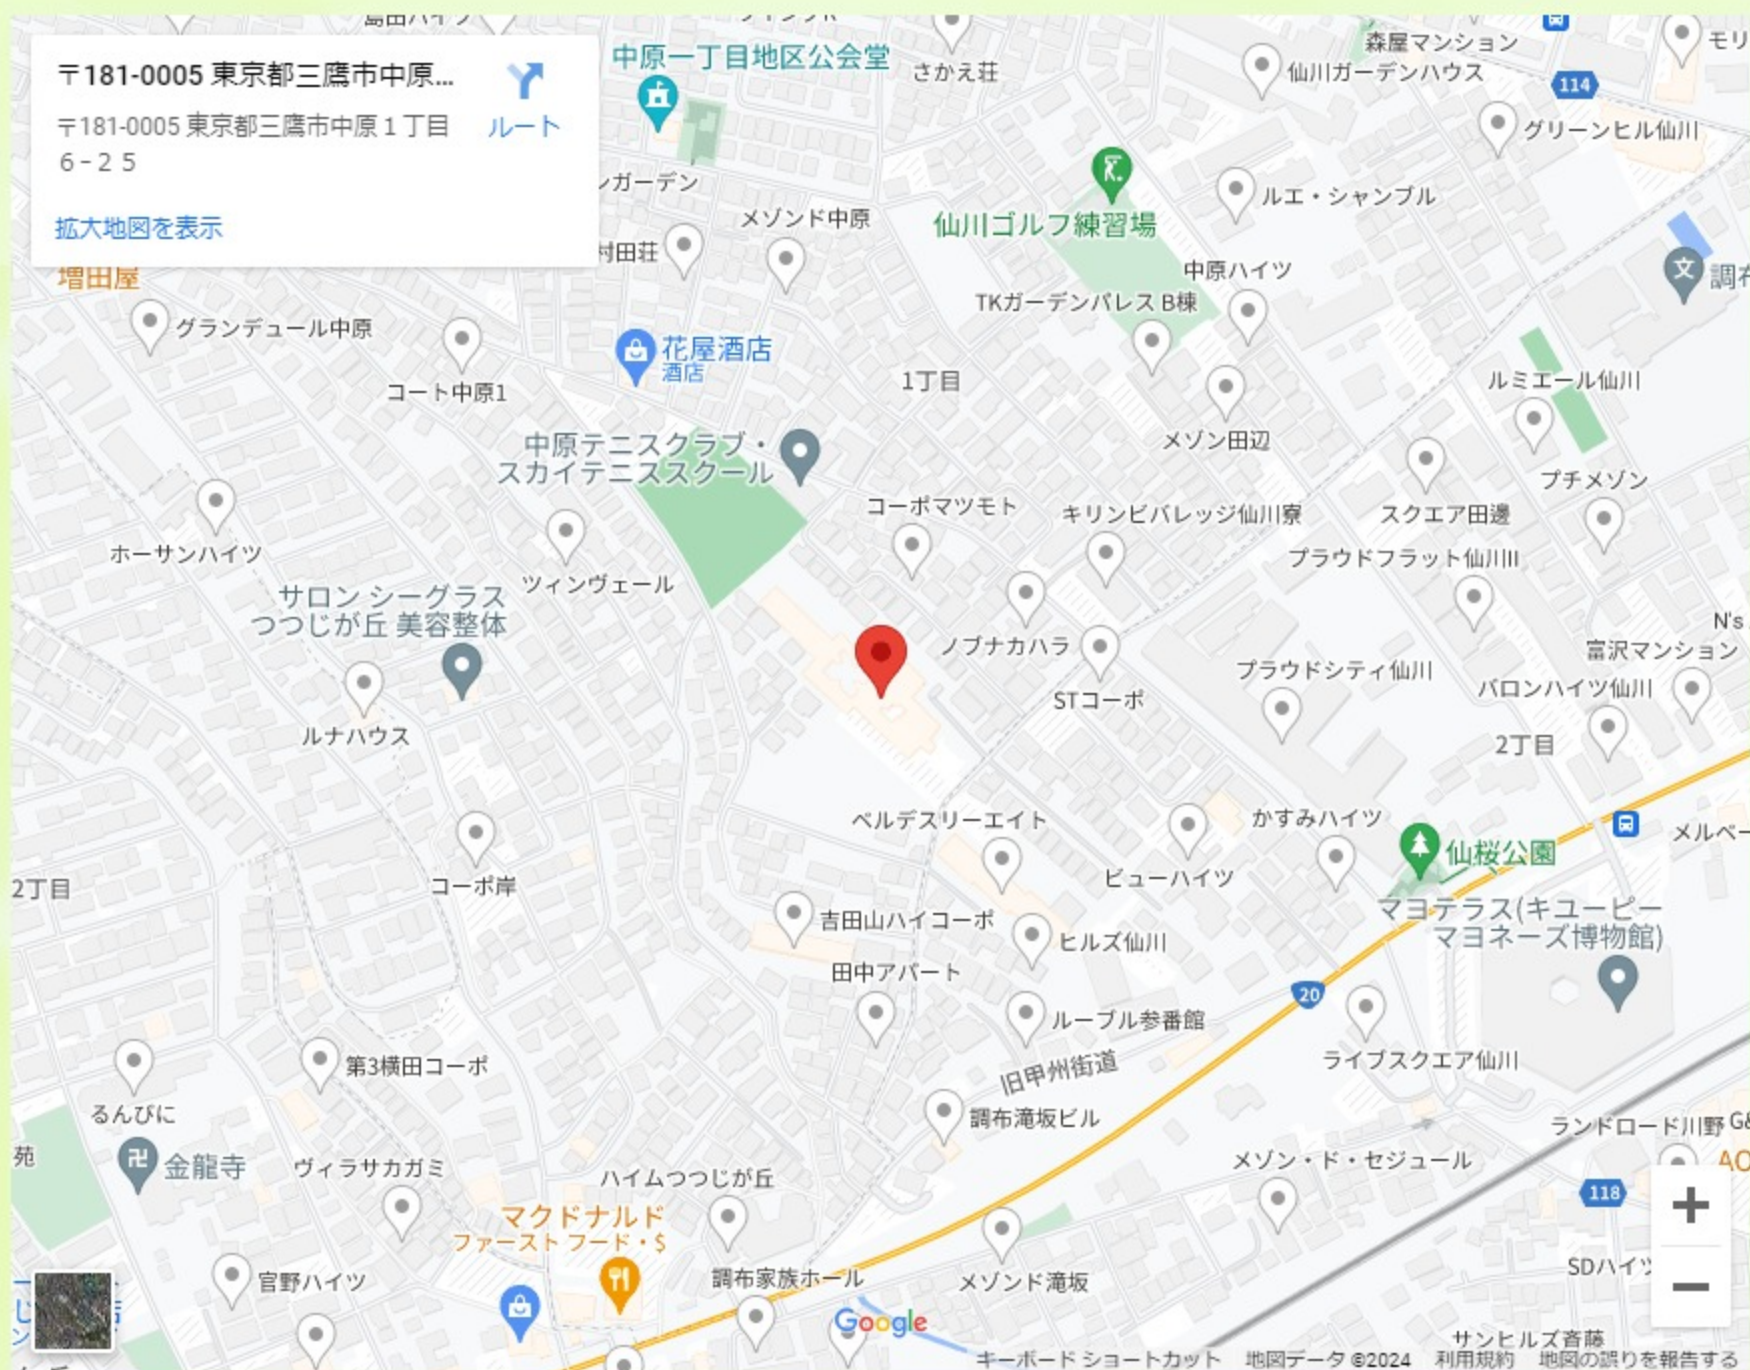 〒181-0005 東京都三鷹市中原...
〒181-0005 東京都三鷹市中原1丁目
6-25
ルート
拡大地図を表示
中原一丁目地区公会堂
さかえ荘
森屋マンション
仙川ガーデンハウス
モリ
114
グリーンヒル仙川
ンガーデン
メゾンド中原
村田荘
仙川ゴルフ練習場
ルエ・シャンブル
中原ハイツ
増田屋
TKガーデンパレス B棟
調布
グランデュール中原
花屋酒店
酒店
コート中原1
1丁目
ルミエール仙川
中原テニスクラブ・
スカイテニススクール
メゾン田辺
プチメゾン
コーポマツモト
キリンビバレッジ仙川寮
スクエア田邊
ホーサンハイツ
ツィンヴェール
プラウドフラット仙川II
サロン シーグラス
つつじが丘 美容整体
N's
ノブナカハラ
富沢マンション
プラウドシティ仙川
バロンハイツ仙川
STコーポ
ルナハウス
2丁目
ベルデスリーエイト
かすみハイツ
メルベー
仙桜公園
2丁目
コーポ岸
ビューハイツ
マヨテラス(キユーピー
マヨネーズ博物館)
吉田山ハイコーポ
ヒルズ仙川
田中アパート
20
ルーブル参番館
第3横田コーポ
旧甲州街道
ライブスクエア仙川
るんびに
調布滝坂ビル
ランドロード川野
苑
金龍寺
ヴィラサカガミ
ハイムつつじが丘
メゾン・ド・セジュール
118
マクドナルド
ファースト フード・$
SDハイツ
官野ハイツ
調布家族ホール
メゾンド滝坂
Google
サンヒルズ斎藤
キーボード ショートカット 地図データ ©2024 利用規約 地図の誤りを報告する